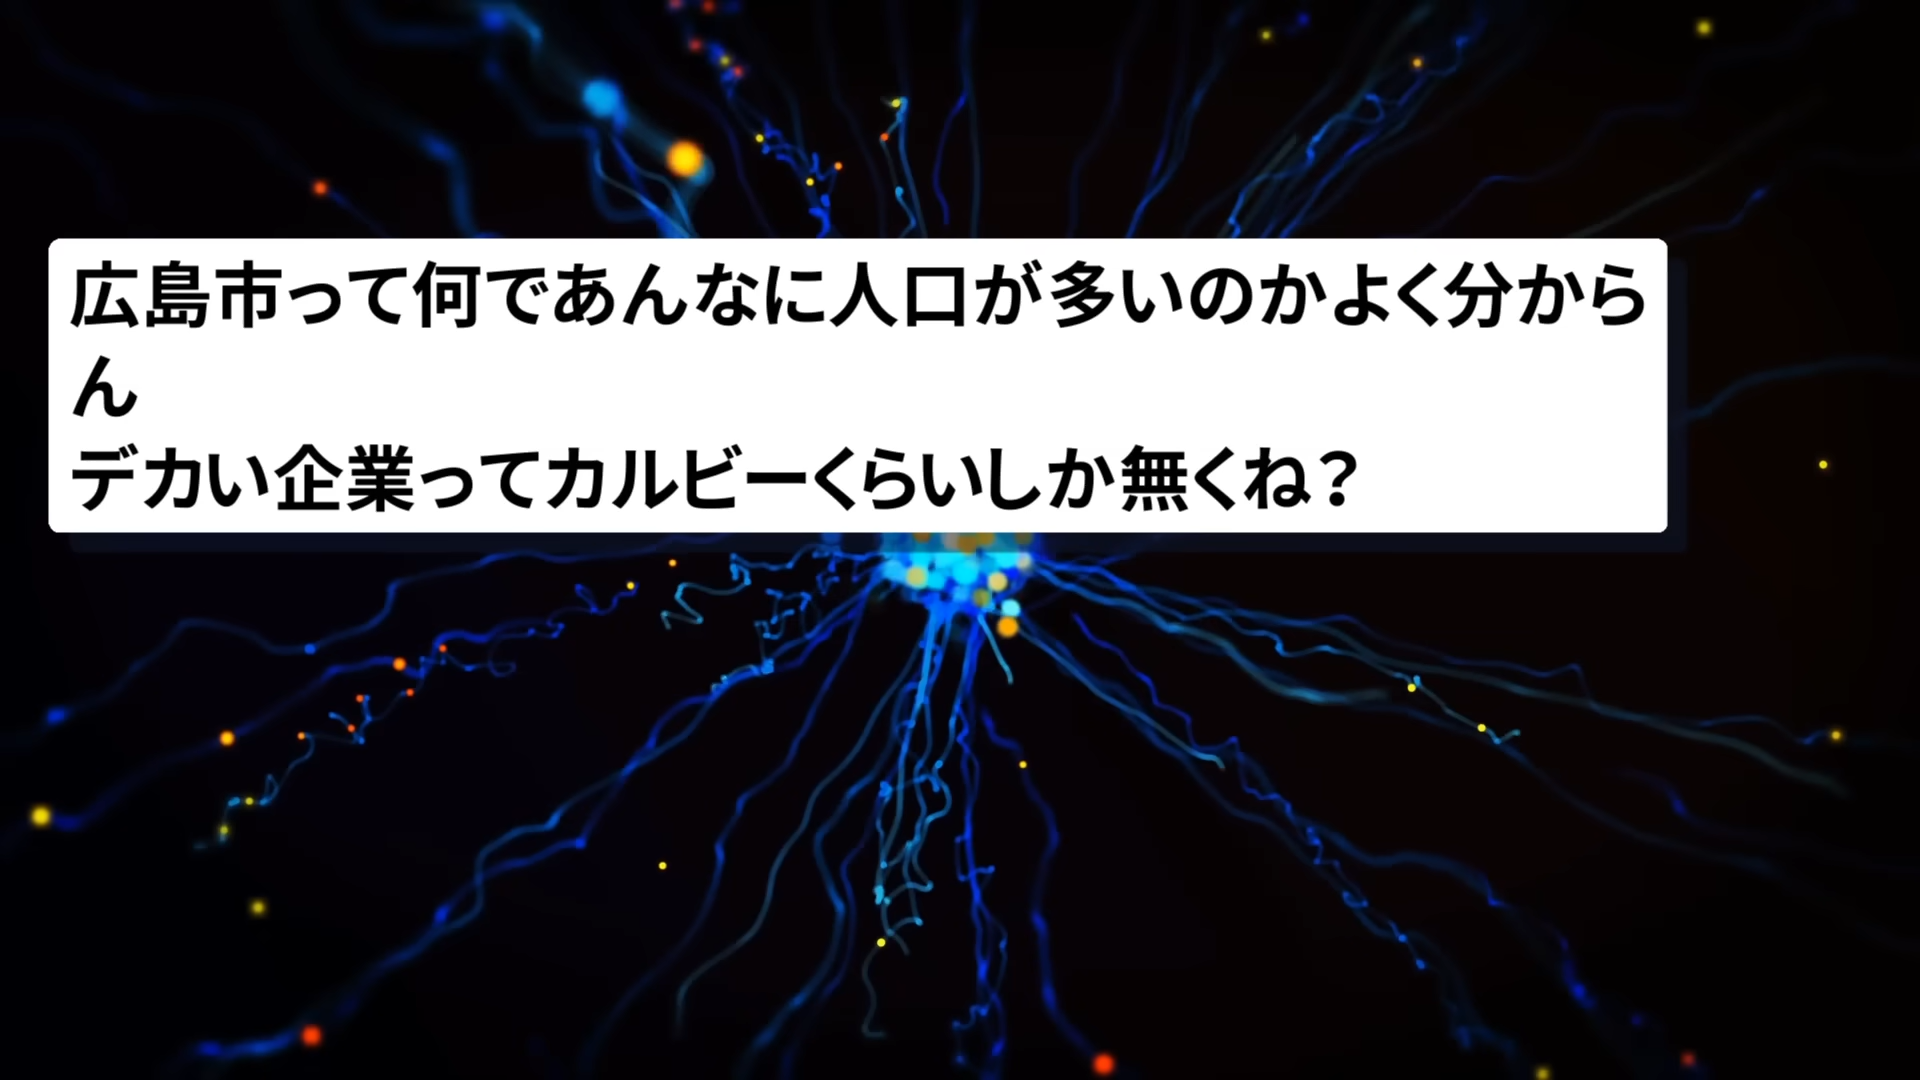 広島市って何であんなに人口が多いのかよく分から
ん
デカい企業ってカルビーくらいしか無くね？